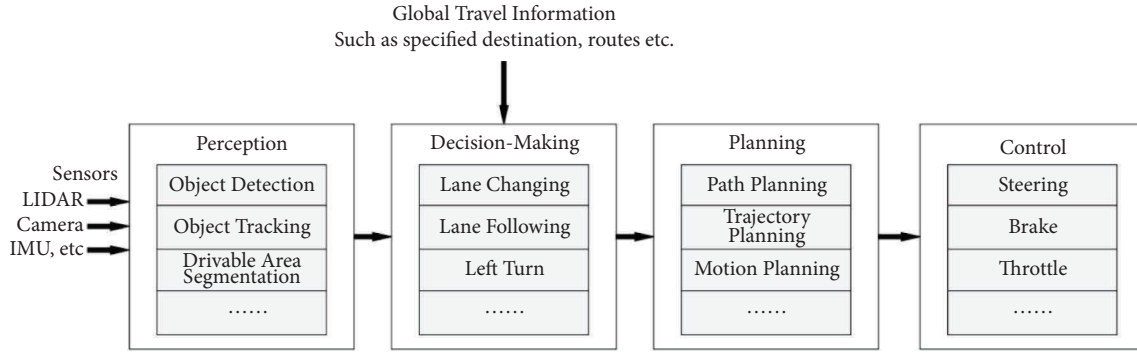 Global Travel Information
Such as specified destination, routes etc.
Sensors
LIDAR
Camera
IMU, etc
Perception
Object Detection
Object Tracking
Drivable Area
Segmentation
......
Decision-Making
Lane Changing
Lane Following
Left Turn
......
Planning
Path Planning
Trajectory
Planning
Motion Planning
......
Control
Steering
Brake
Throttle
......